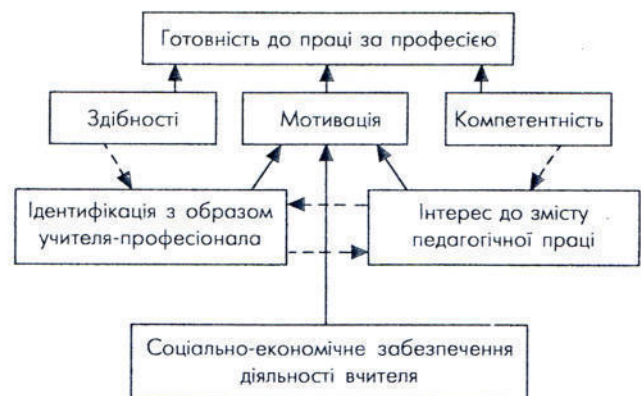 Готовність до праці за професією
Здібності
Мотивація
Компетентність
Ідентифікація з образом
учителя-професіонала
Інтерес до змісту
педагогічної праці
Соціально-економічне забезпечення
діяльності вчителя